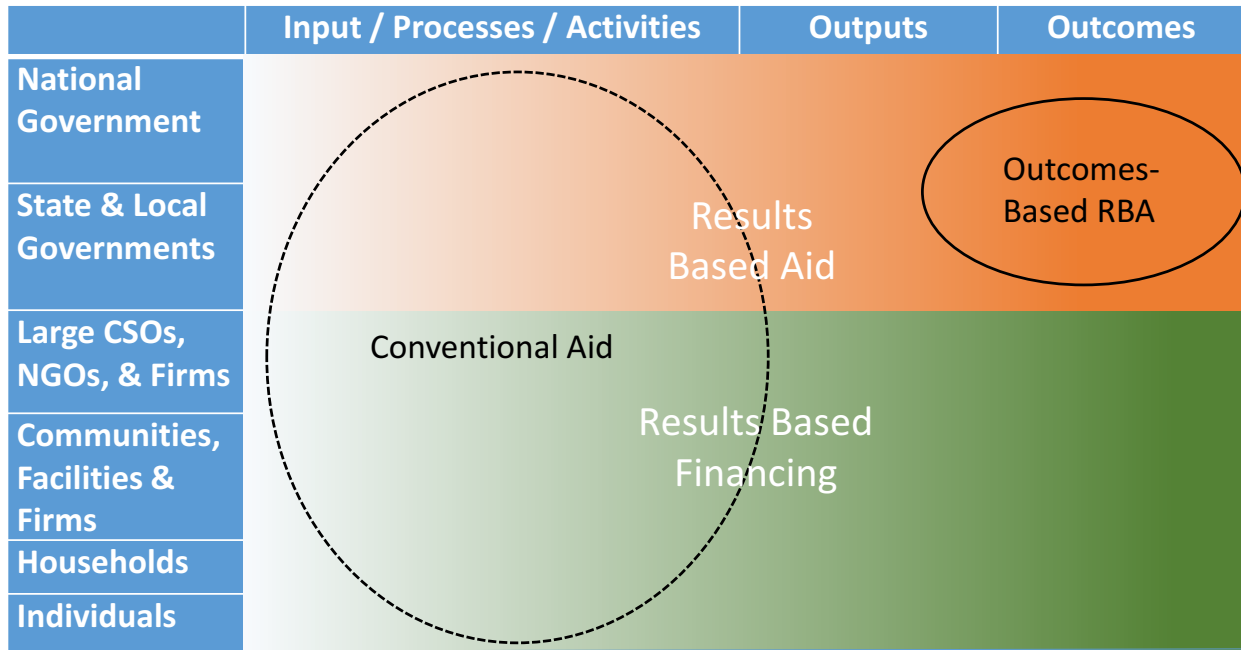 Input / Processes / Activities
Outputs
Outcomes
National
Government
State & Local
Governments
Large CSOs,
NGOs, & Firms
Communities,
Facilities &
Firms
Households
Individuals
Outcomes-
Based RBA
Results
Based Aid
Conventional Aid
Results Based
Financing